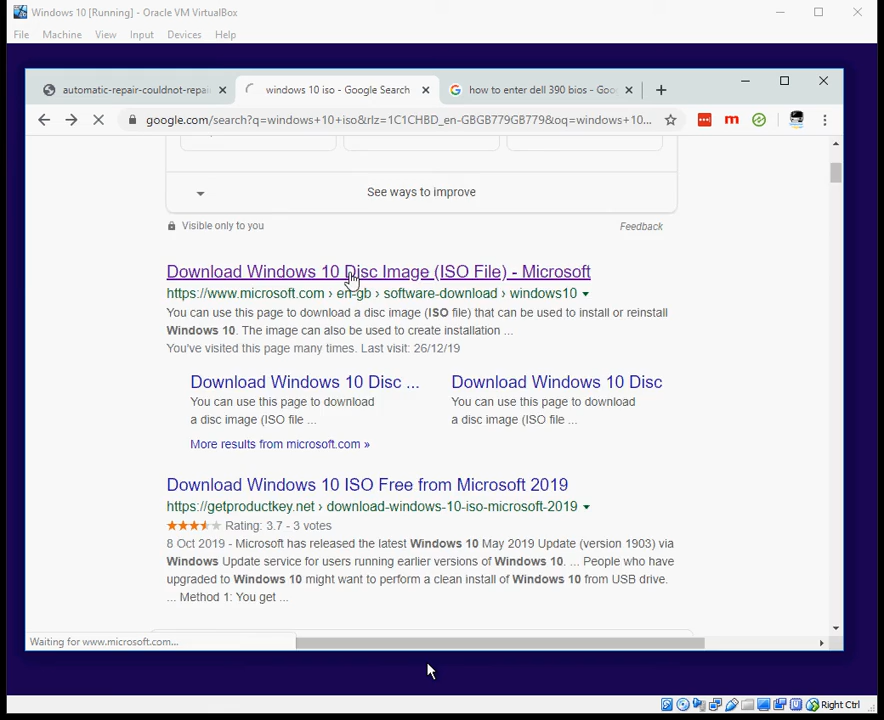 Windows 10 [Running] - Oracle VM VirtualBox
File Machine View Input Devices Help
automatic-repair-couldnot-repai
windows 10 iso - Google Search
how to enter dell 390 bios - Goo
google.com/search?q=windows+10+iso&rlz=1C1CHBD_en-GBGB779GB779&oq=windows+10...
See ways to improve
Visible only to you
Feedback
Download Windows 10 Disc Image (ISO File) - Microsoft
https://www.microsoft.com › en-gb › software-download › windows10
You can use this page to download a disc image (ISO file) that can be used to install or reinstall
Windows 10. The image can also be used to create installation ...
You've visited this page many times. Last visit: 26/12/19
Download Windows 10 Disc ...
Download Windows 10 Disc
You can use this page to download
a disc image (ISO file ...
You can use this page to download
a disc image (ISO file ...
More results from microsoft.com »
Download Windows 10 ISO Free from Microsoft 2019
https://getproductkey.net › download-windows-10-iso-microsoft-2019
Rating: 3.7 - 3 votes
8 Oct 2019 - Microsoft has released the latest Windows 10 May 2019 Update (version 1903) via
Windows Update service for users running earlier versions of Windows 10. ... People who have
upgraded to Windows 10 might want to perform a clean install of Windows 10 from USB drive.
... Method 1: You get ...
Waiting for www.microsoft.com...
Right Ctrl